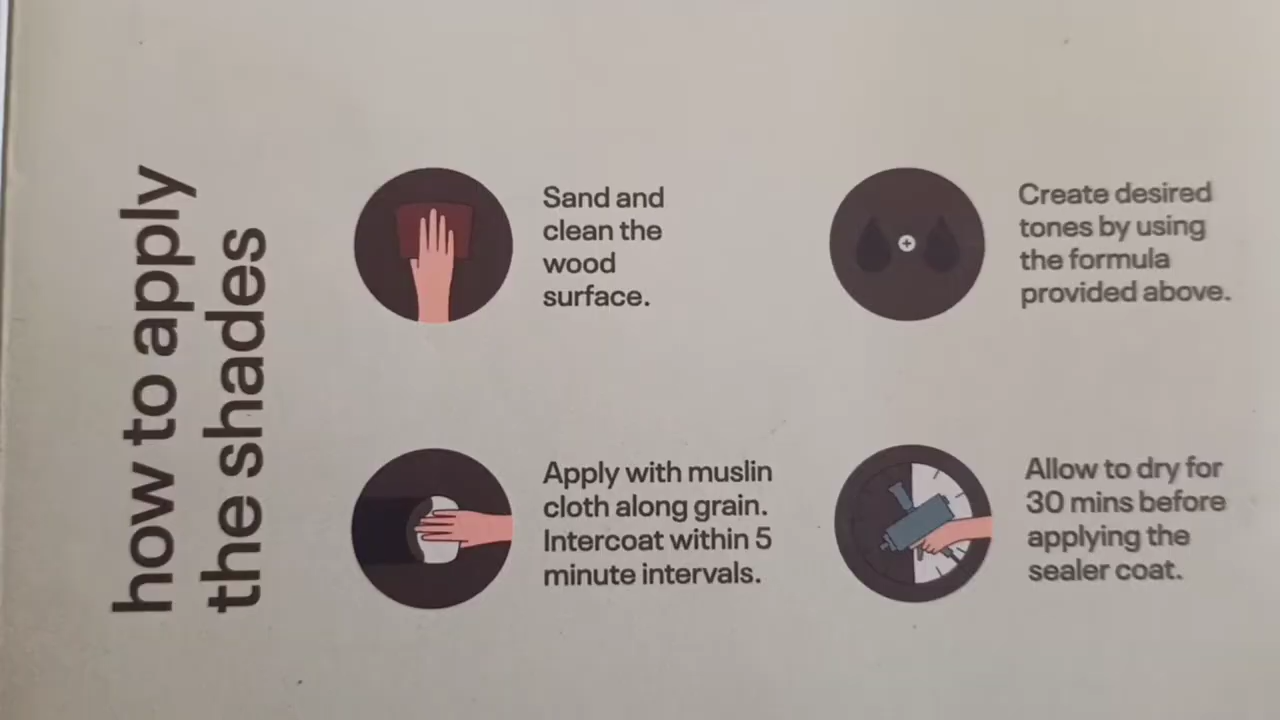 how to apply
the shades
Sand and
clean the
wood
surface.
Create desired
tones by using
the formula
provided above.
Apply with muslin
cloth along grain.
Intercoat within 5
minute intervals.
Allow to dry for
30 mins before
applying the
sealer coat.